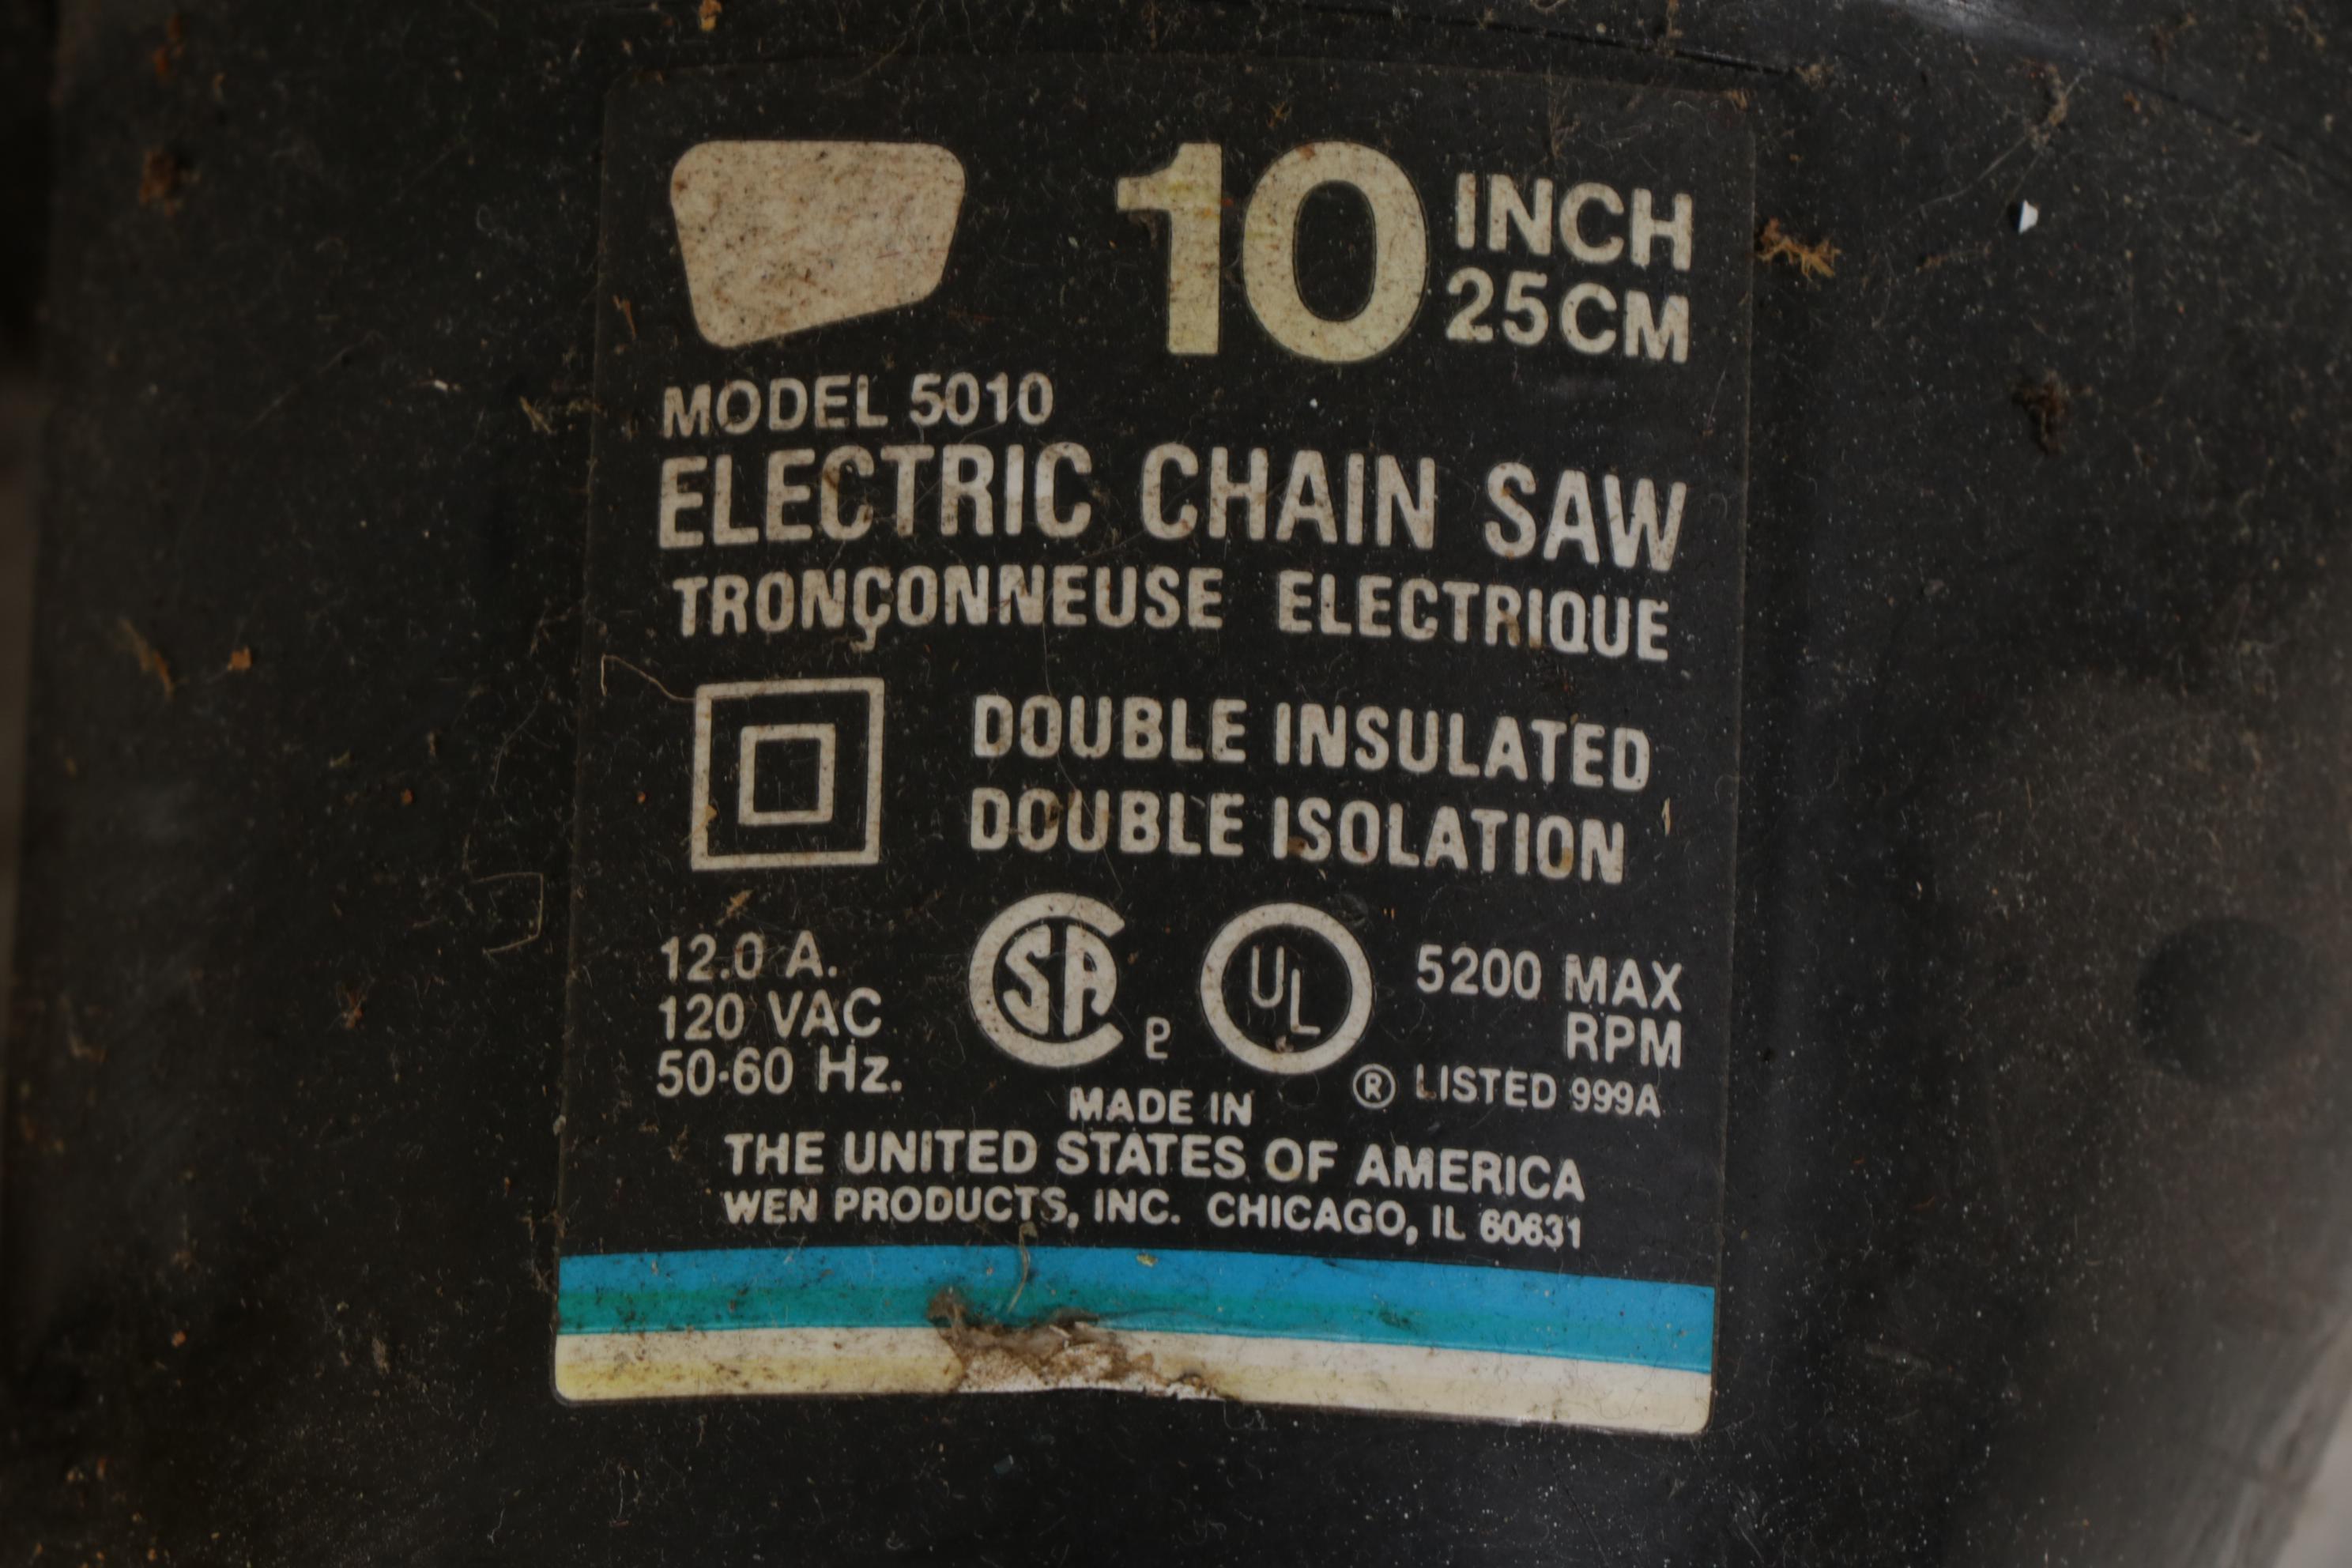 10 INCH
25CM
MODEL 5010
ELECTRIC CHAIN SAW
TRONÇONNEUSE ELECTRIQUE
DOUBLE INSULATED
DOUBLE ISOLATION
12.0 A.
120 VAC
50-60 Hz.
SA
UL
®
5200 MAX
RPM
LISTED 999A
MADE IN
THE UNITED STATES OF AMERICA
WEN PRODUCTS, INC. CHICAGO, IL 60631